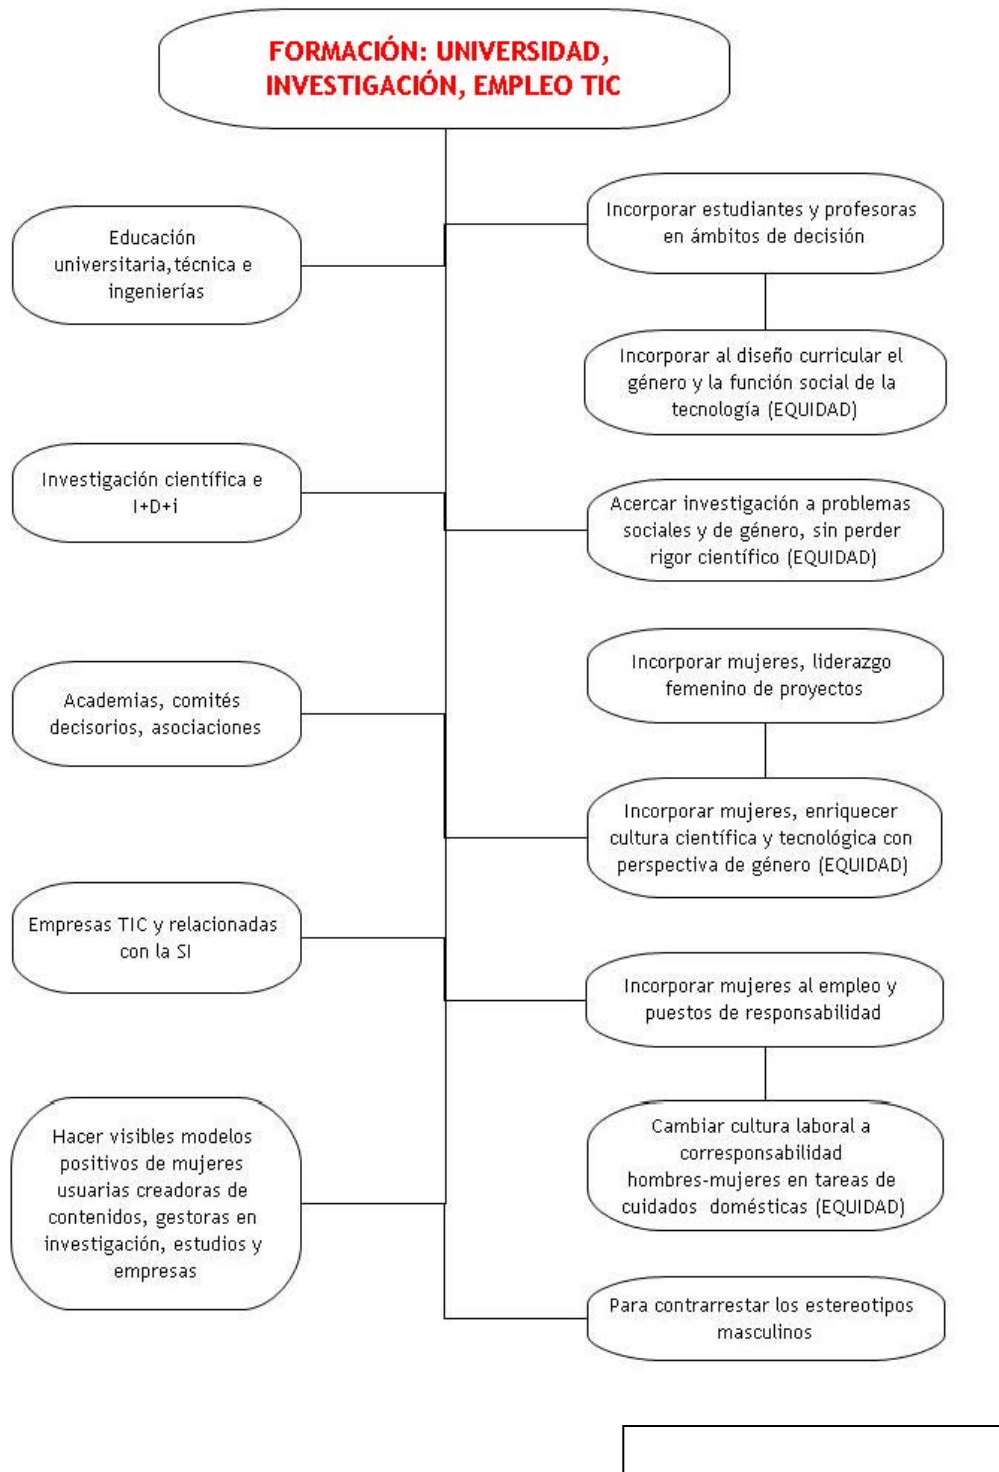 FORMACIÓN: UNIVERSIDAD,
INVESTIGACIÓN, EMPLEO TIC
Educación
universitaria,técnica e
ingenierías
Incorporar estudiantes y profesoras
en ámbitos de decisión
Incorporar al diseño curricular el
género y la función social de la
tecnología (EQUIDAD)
Investigación científica e
I+D+i
Acercar investigación a problemas
sociales y de género, sin perder
rigor científico (EQUIDAD)
Academias, comités
decisorios, asociaciones
Incorporar mujeres, liderazgo
femenino de proyectos
Incorporar mujeres, enriquecer
cultura científica y tecnológica con
perspectiva de género (EQUIDAD)
Empresas TIC y relacionadas
con la SI
Incorporar mujeres al empleo y
puestos de responsabilidad
Cambiar cultura laboral a
corresponsabilidad
hombres-mujeres en tareas de
cuidados domésticas (EQUIDAD)
Hacer visibles modelos
positivos de mujeres
usuarias creadoras de
contenidos, gestoras en
investigación, estudios y
empresas
Para contrarrestar los estereotipos
masculinos